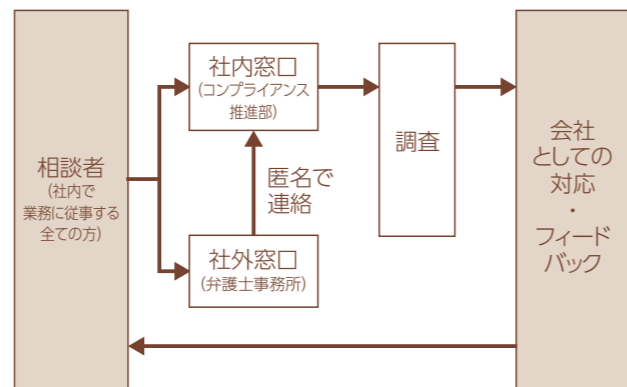 相談者
（社内で
業務に従事する
全ての方）
社内窓口
（コンプライアンス
推進部）
匿名で
連絡
社外窓口
（弁護士事務所）
調査
会社
としての
対応
・
フィード
バック